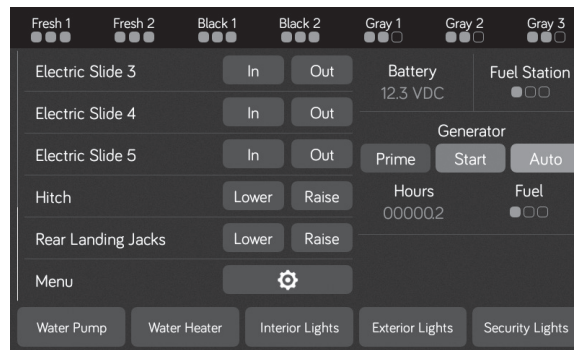 Fresh 1 Fresh 2 Black 1 Black 2 Gray 1 Gray 2 Gray 3
Electric Slide 3 In Out
Battery Fuel Station
12.3 VDC
Electric Slide 4 In Out
Generator
Electric Slide 5 In Out
Prime Start Auto
Hitch Lower Raise
Hours Fuel
00000.2
Rear Landing Jacks Lower Raise
Menu
Water Pump Water Heater Interior Lights Exterior Lights Security Lights